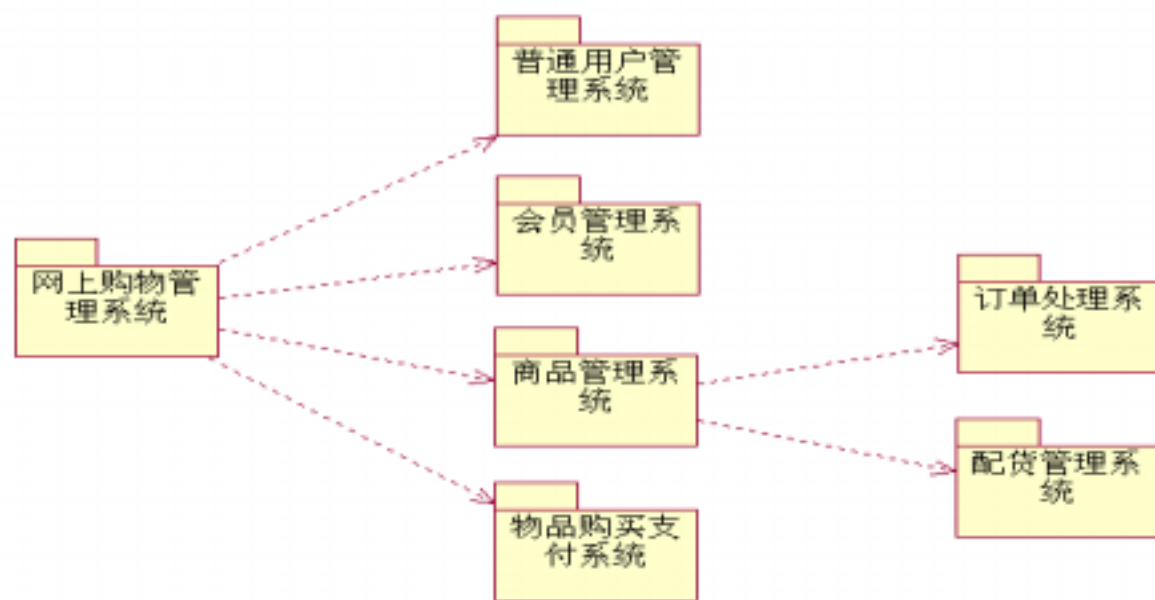 普通用户管
理系统
会员管理系
统
网上购物管
理系统
商品管理系
统
物品购买支
付系统
订单处理系
统
配货管理系
统